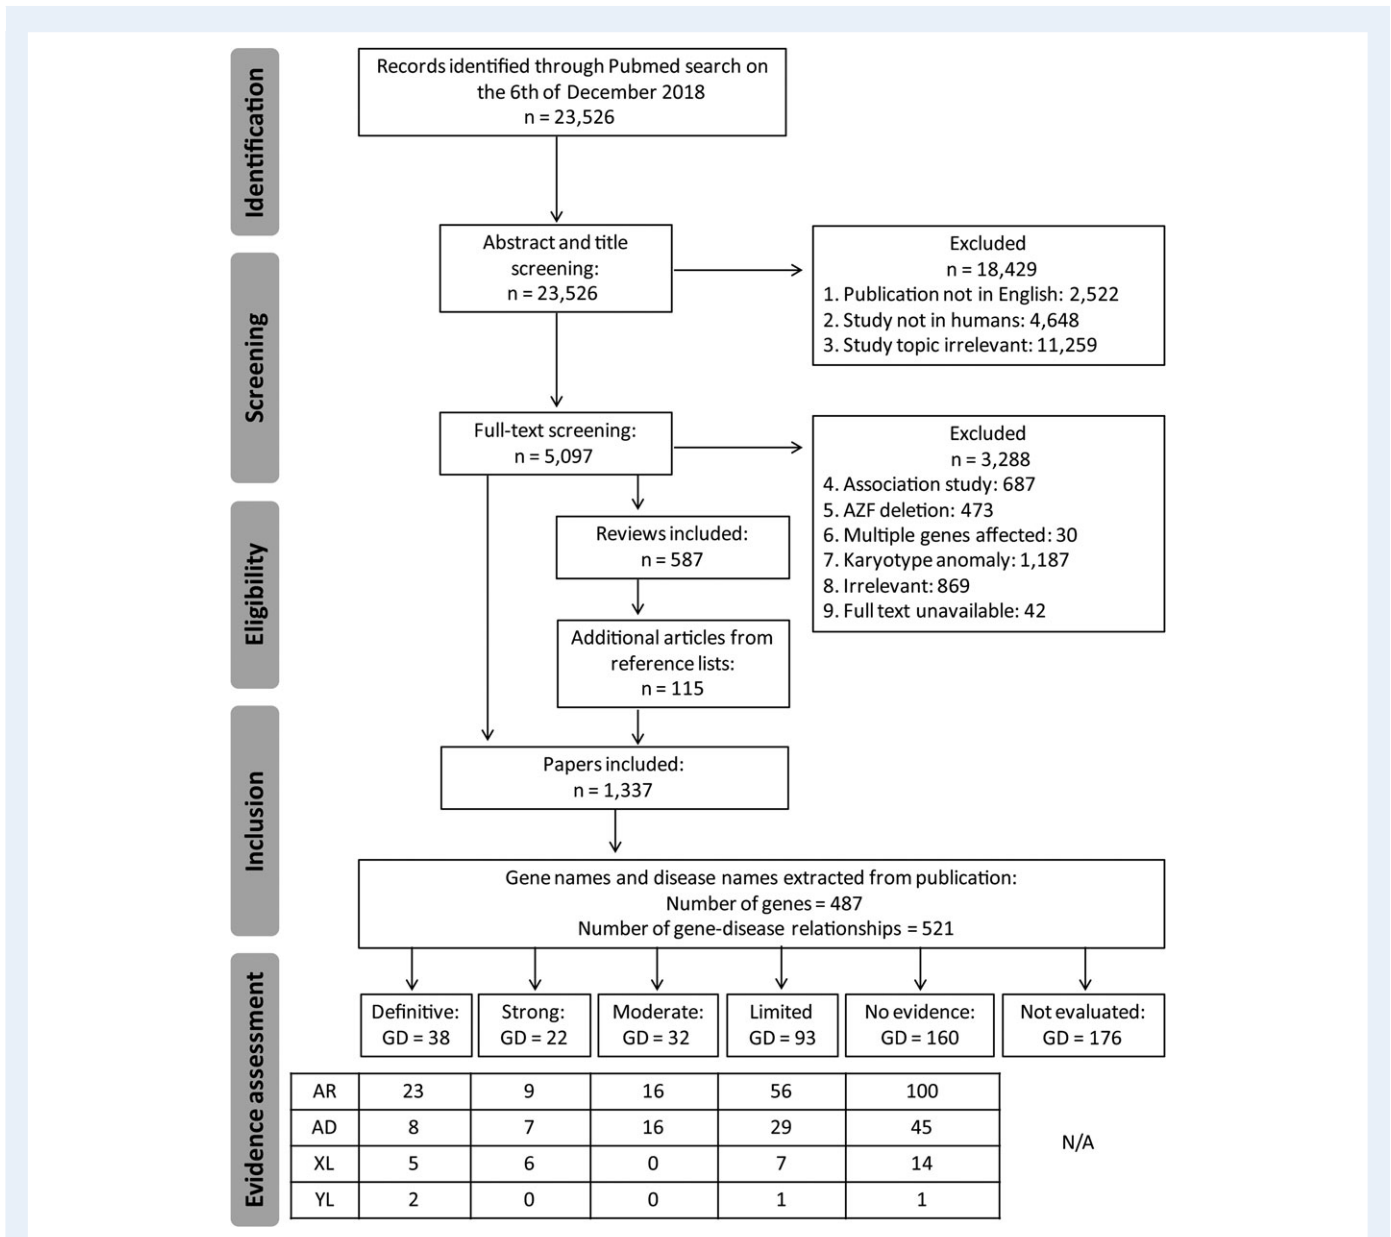 Identification
Records identified through Pubmed search on
the 6th of December 2018
n = 23,526
Screening
Abstract and title
screening:
n = 23,526
Excluded
n = 18,429
1. Publication not in English: 2,522
2. Study not in humans: 4,648
3. Study topic irrelevant: 11,259
Full-text screening:
n = 5,097
Excluded
n = 3,288
4. Association study: 687
5. AZF deletion: 473
6. Multiple genes affected: 30
7. Karyotype anomaly: 1,187
8. Irrelevant: 869
9. Full text unavailable: 42
Eligibility
Reviews included:
n = 587
Additional articles from
reference lists:
n = 115
Inclusion
Papers included:
n = 1,337
Gene names and disease names extracted from publication:
Number of genes = 487
Number of gene-disease relationships = 521
Evidence assessment
Definitive:
GD = 38
Strong:
GD = 22
Moderate:
GD = 32
Limited
GD = 93
No evidence:
GD = 160
Not evaluated:
GD = 176
AR 23 9 16 56 100
AD 8 7 16 29 45
XL 5 6 0 7 14
YL 2 0 0 1 1
N/A